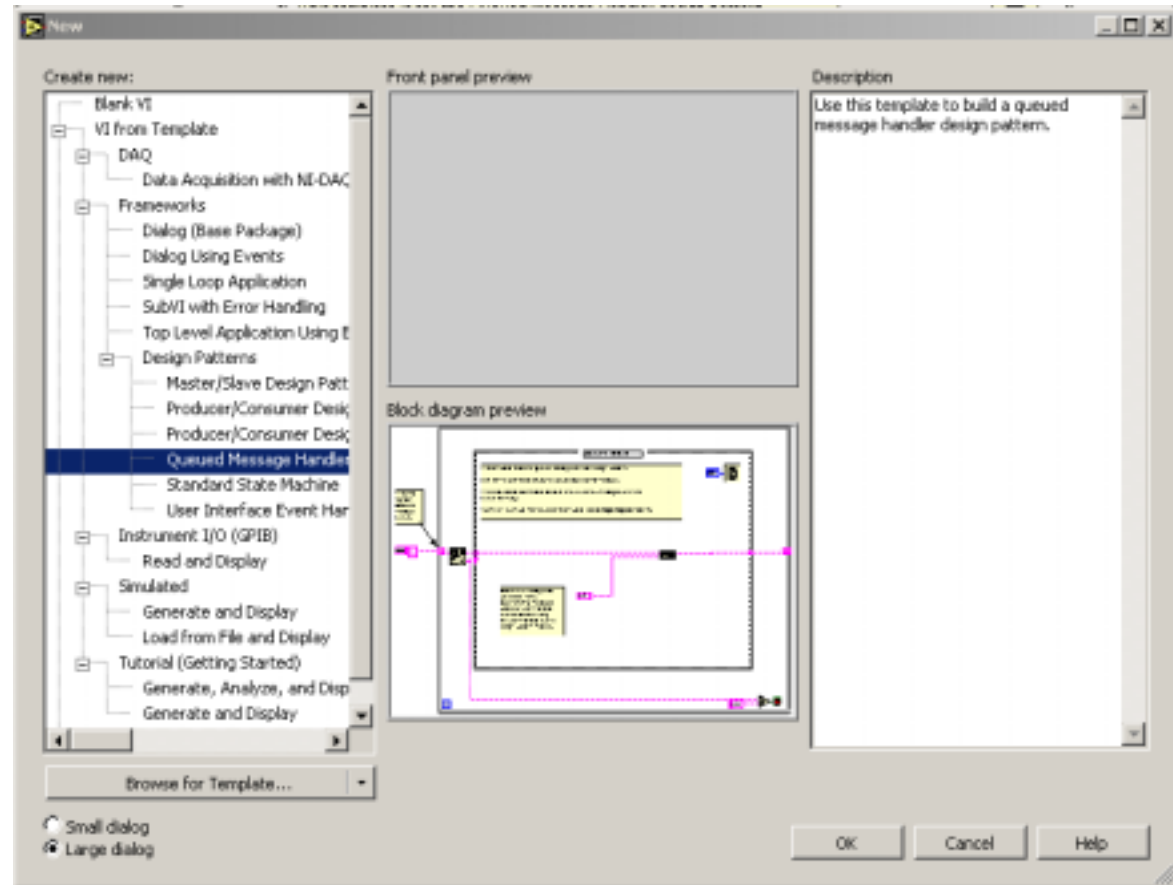 New
Create new:
Blank VI
VI from Template
DAQ
Data Acquisition with NI-DAQ
Frameworks
Dialog (Base Package)
Dialog Using Events
Single Loop Application
SubVI with Error Handling
Top Level Application Using E
Design Patterns
Master/Slave Design Patt
Producer/Consumer Desig
Producer/Consumer Desig
Queued Message Handler
Standard State Machine
User Interface Event Han
Instrument I/O (GPIB)
Read and Display
Simulated
Generate and Display
Load from File and Display
Tutorial (Getting Started)
Generate, Analyze, and Disp
Generate and Display
Browse for Template...
Small dialog
Large dialog
Front panel preview
Block diagram preview
Description
Use this template to build a queued
message handler design pattern.
OK
Cancel
Help